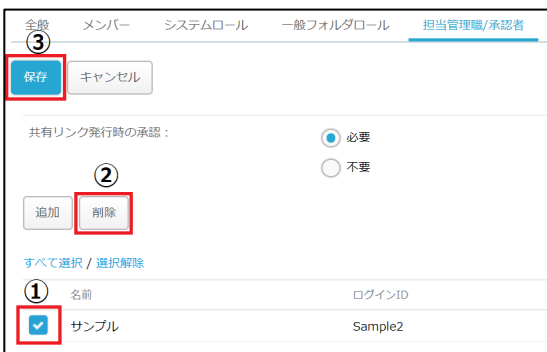 全般 メンバー システムロール 一般フォルダロール 担当管理職/承認者
③
保存 キャンセル
共有リンク発行時の承認： 必要
不要
②
追加 削除
すべて選択 / 選択解除
①
名前 ログインID
サンプル Sample2